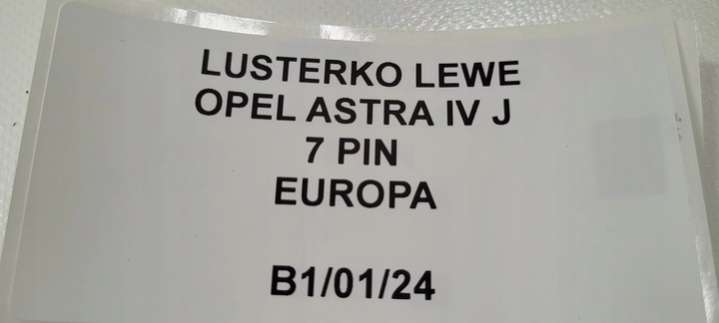 LUSTERKO LEWE
OPEL ASTRA IV J
7 PIN
EUROPA
B1/01/24